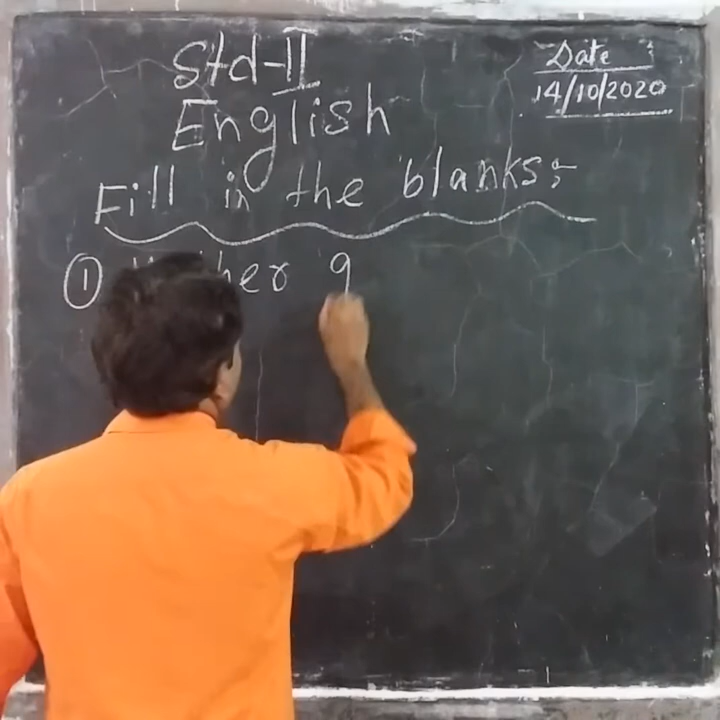 Std-II
Date :
14/10/2020
English
Fill in the blanks:-
① g